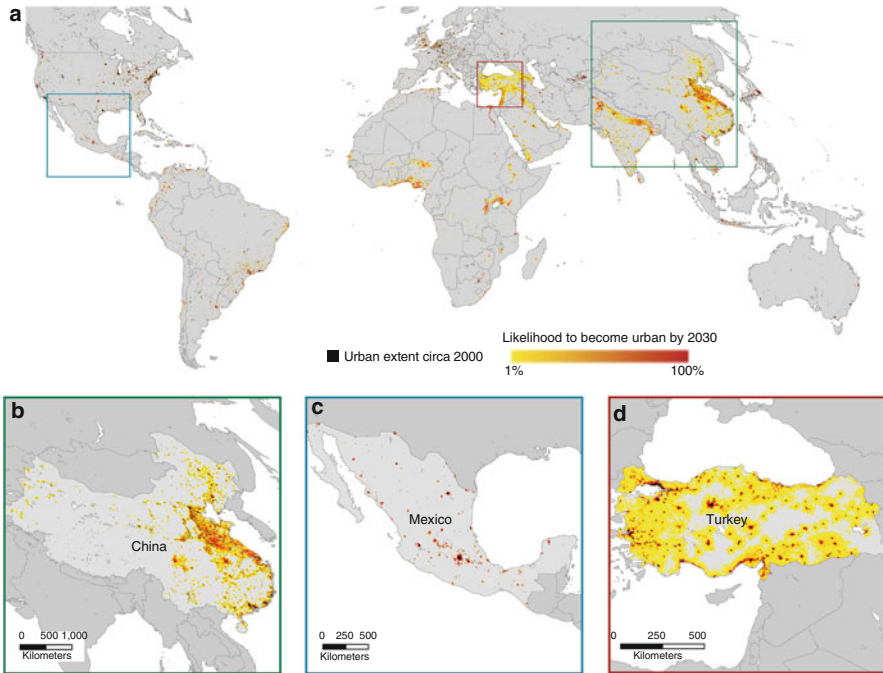 a
Likelihood to become urban by 2030
Urban extent circa 2000
1% 100%
b
China
0 500 1,000
Kilometers
c
Mexico
0 250 500
Kilometers
d
Turkey
0 250 500
Kilometers